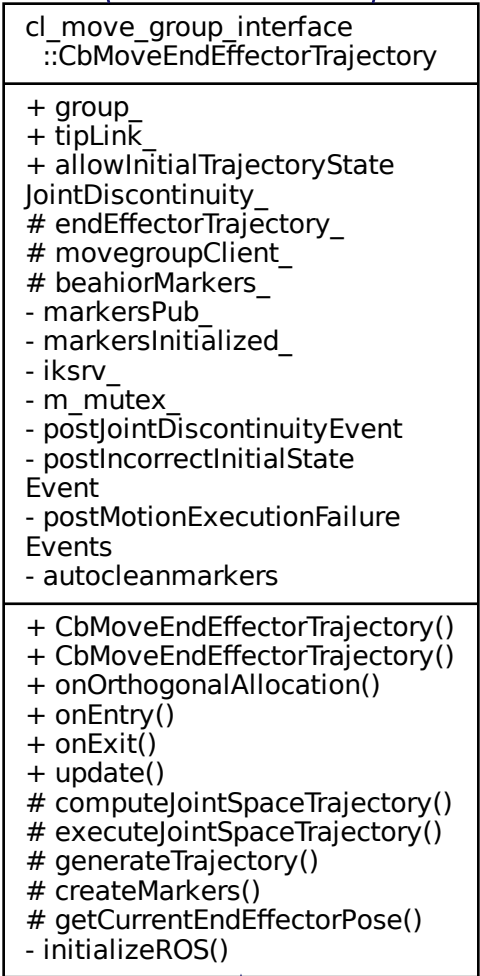 cl_move_group_interface
::CbMoveEndEffectorTrajectory
+ group_
+ tipLink_
+ allowInitialTrajectoryState
JointDiscontinuity_
# endEffectorTrajectory_
# movegroupClient_
# beahiorMarkers_
- markersPub_
- markersInitialized_
- iksrv_
- m_mutex_
- postJointDiscontinuityEvent
- postIncorrectInitialState
Event
- postMotionExecutionFailure
Events
- autocleanmarkers
+ CbMoveEndEffectorTrajectory()
+ CbMoveEndEffectorTrajectory()
+ onOrthogonalAllocation()
+ onEntry()
+ onExit()
+ update()
# computeJointSpaceTrajectory()
# executeJointSpaceTrajectory()
# generateTrajectory()
# createMarkers()
# getCurrentEndEffectorPose()
- initializeROS()